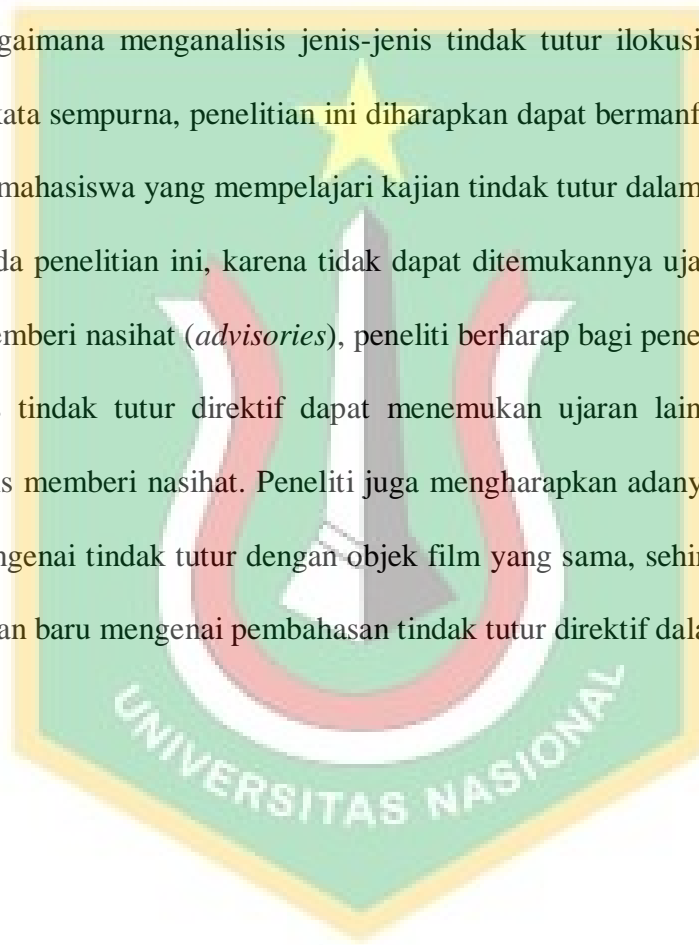 gaimana menganalisis jenis-jenis tindak tutur ilokusi
ata sempurna, penelitian ini diharapkan dapat bermanf
mahasiswa yang mempelajari kajian tindak tutur dalam
da penelitian ini, karena tidak dapat ditemukannya uja
emberi nasihat (advisories), peneliti berharap bagi pene
tindak tutur direktif dapat menemukan ujaran lain
is memberi nasihat. Peneliti juga mengharapkan adany
ngenai tindak tutur dengan objek film yang sama, sehi
an baru mengenai pembahasan tindak tutur direktif dala
UNIVERSITAS NASIONAL